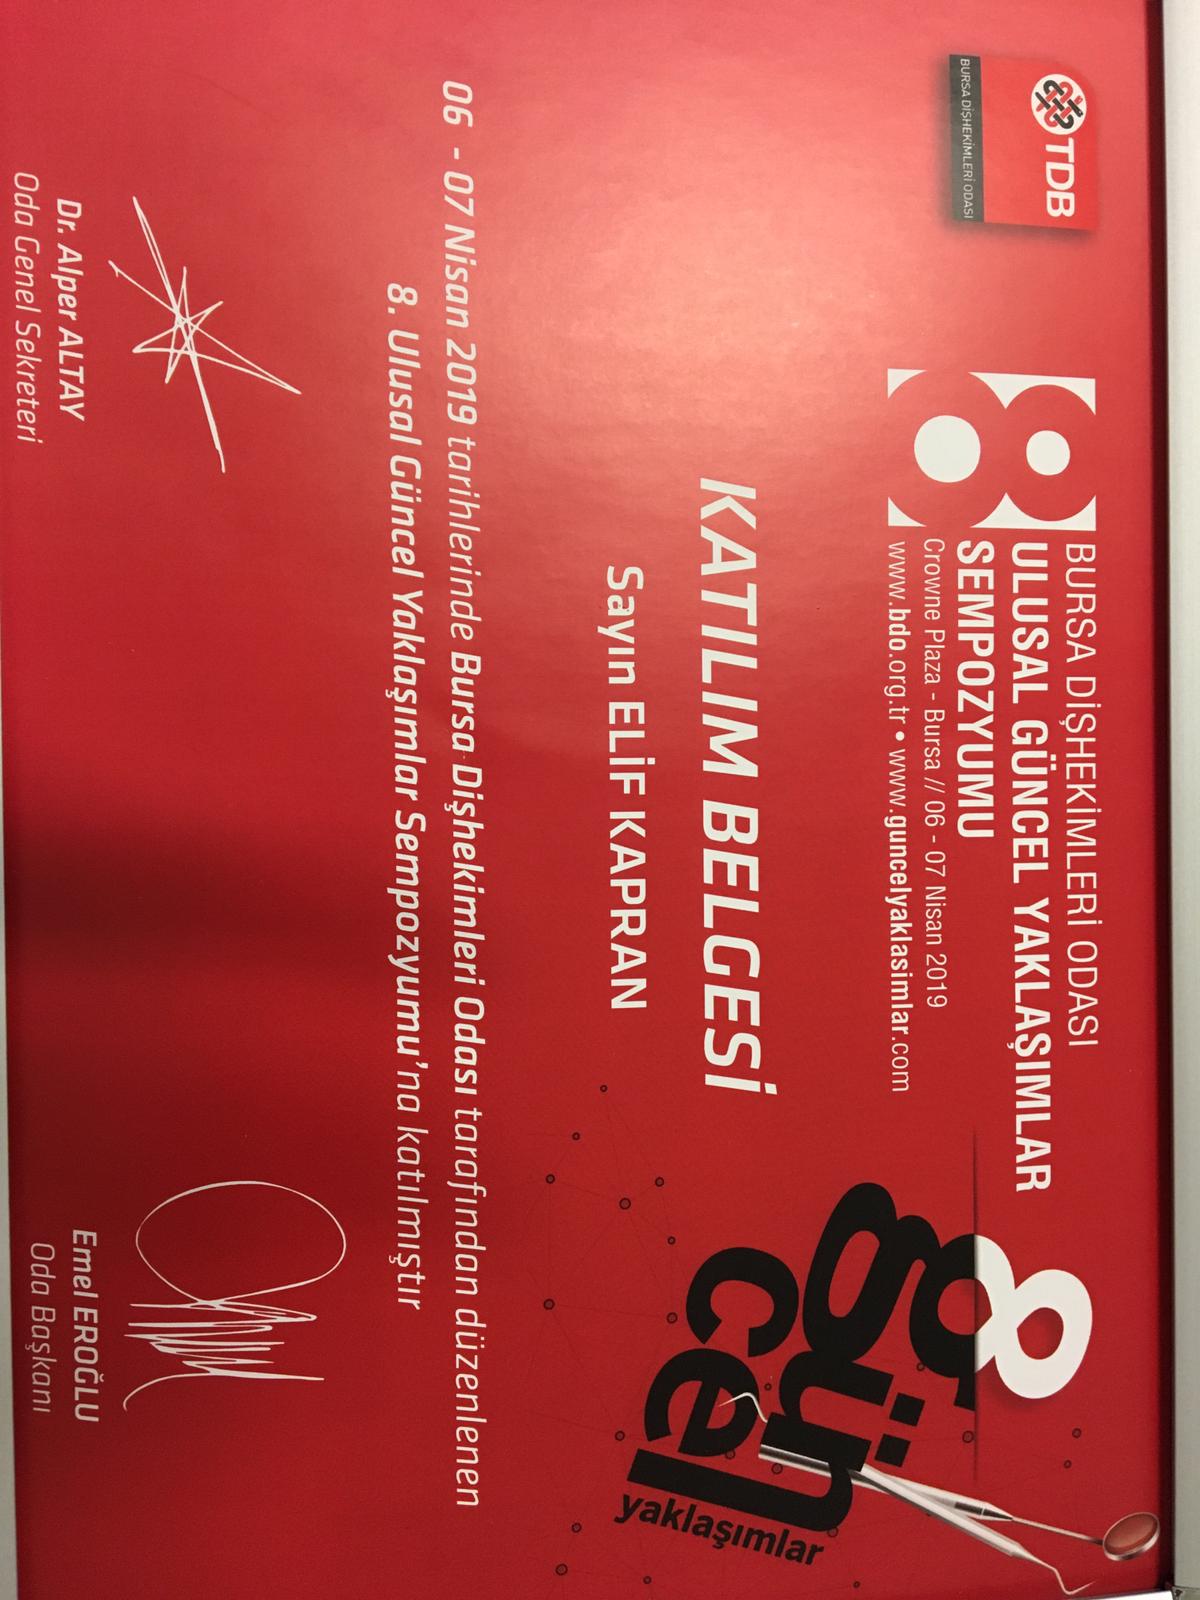 TDB
BURSA DİŞHEKİMLERİ ODASI
8
BURSA DİŞHEKİMLERİ ODASI
ULUSAL GÜNCEL YAKLAŞIMLAR
SEMPOZYUMU
Crowne Plaza - Bursa // 06 - 07 Nisan 2019
www.bdo.org.tr • www.guncelyaklasimlar.com
8
gün
cel
yaklaşımlar
KATILIM BELGESİ
Sayın ELİF KAPRAN
06 - 07 Nisan 2019 tarihlerinde Bursa Dişhekimleri Odası tarafından düzenlenen
8. Ulusal Güncel Yaklaşımlar Sempozyumu'na katılmıştır
Dr. Alper ALTAY
Oda Genel Sekreteri
Emel EROĞLU
Oda Başkanı